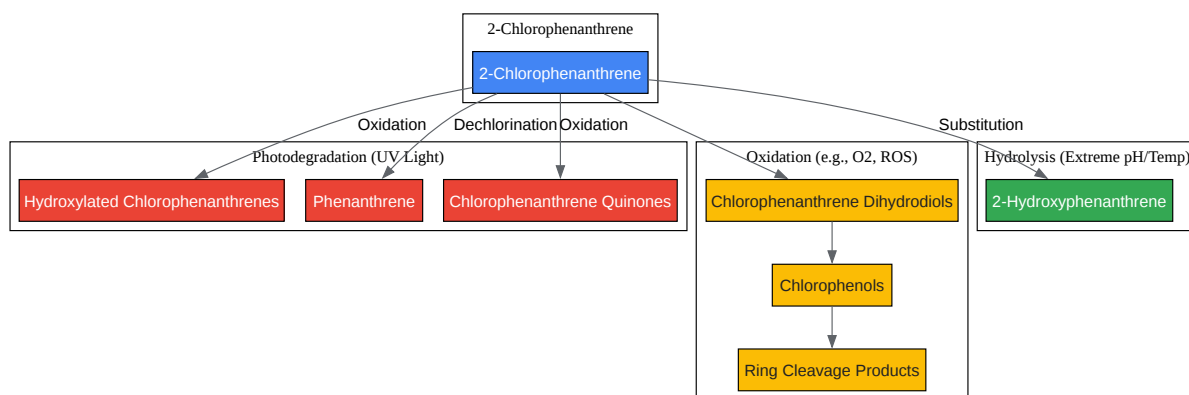 2-Chlorophenanthrene
2-Chlorophenanthrene
Oxidation
Dechlorination
Oxidation
Substitution
Photodegradation (UV Light)
Oxidation (e.g., O2, ROS)
Hydrolysis (Extreme pH/Temp)
Hydroxylated Chlorophenanthrenes
Phenanthrene
Chlorophenanthrene Quinones
Chlorophenanthrene Dihydrodiols
2-Hydroxyphenanthrene
Chlorophenols
Ring Cleavage Products